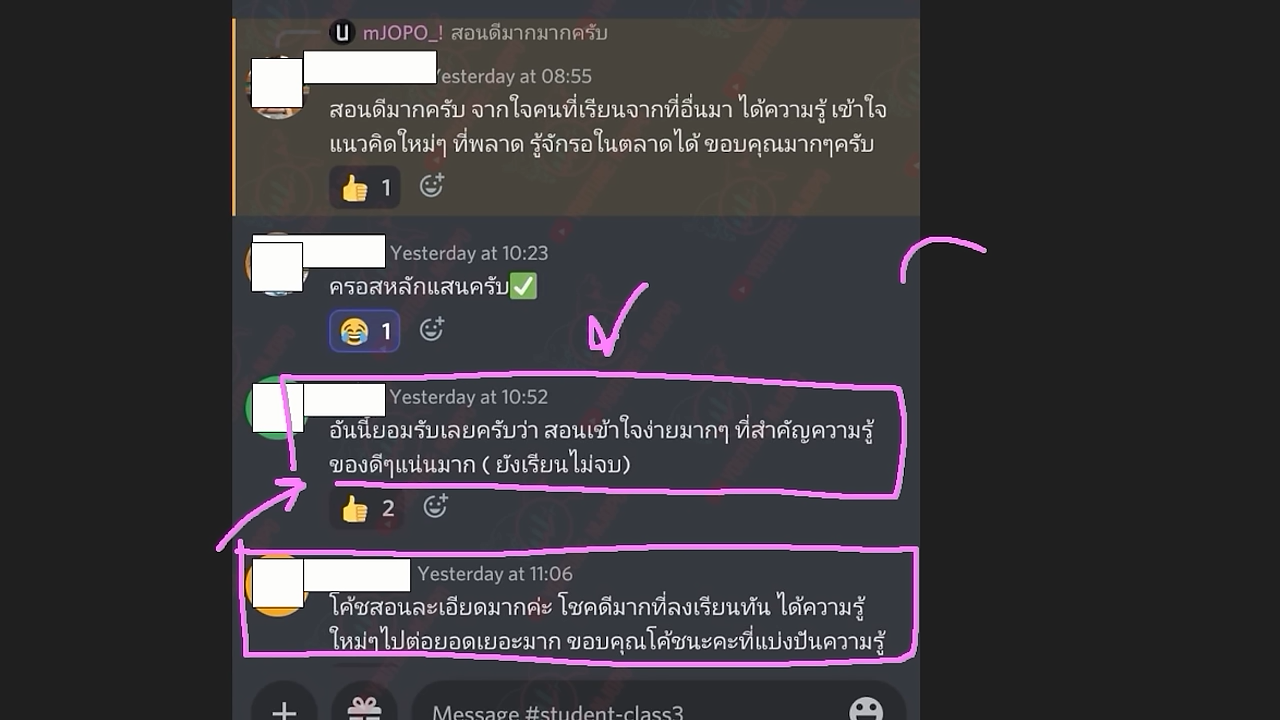 U mJOPO_! สอนดีมากมากครับ
Yesterday at 08:55
สอนดีมากครับ จากใจคนที่เรียนจากที่อื่นมา ได้ความรู้ เข้าใจ
แนวคิดใหม่ๆ ที่พลาด รู้จักรอในตลาดได้ ขอบคุณมากๆครับ
1
Yesterday at 10:23
ครอสหลักแสนครับ
1
Yesterday at 10:52
อันนี้ยอมรับเลยครับว่า สอนเข้าใจง่ายมากๆ ที่สำคัญความรู้
ของดีๆแน่นมาก ( ยังเรียนไม่จบ)
2
Yesterday at 11:06
โค้ชสอนละเอียดมากค่ะ โชคดีมากที่ลงเรียนทัน ได้ความรู้
ใหม่ๆไปต่อยอดเยอะมาก ขอบคุณโค้ชนะคะที่แบ่งปันความรู้
Message #student-class3